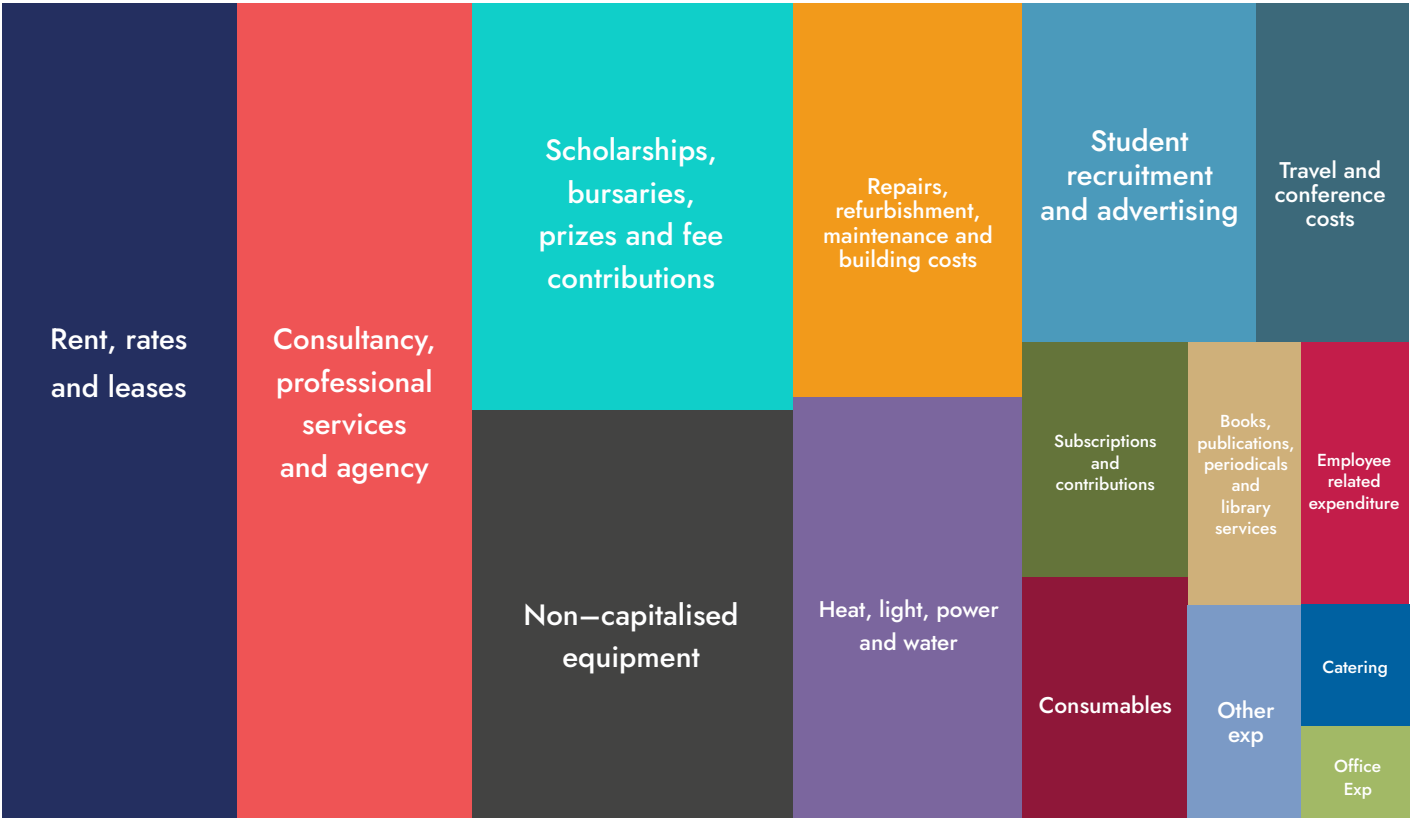 Rent, rates
and leases
Consultancy,
professional
services
and agency
Scholarships,
bursaries,
prizes and fee
contributions
Non–capitalised
equipment
Repairs,
refurbishment,
maintenance and
building costs
Heat, light, power
and water
Student
recruitment
and advertising
Travel and
conference
costs
Subscriptions
and
contributions
Books,
publications,
periodicals
and
library
services
Employee
related
expenditure
Consumables
Other
exp
Catering
Office
Exp